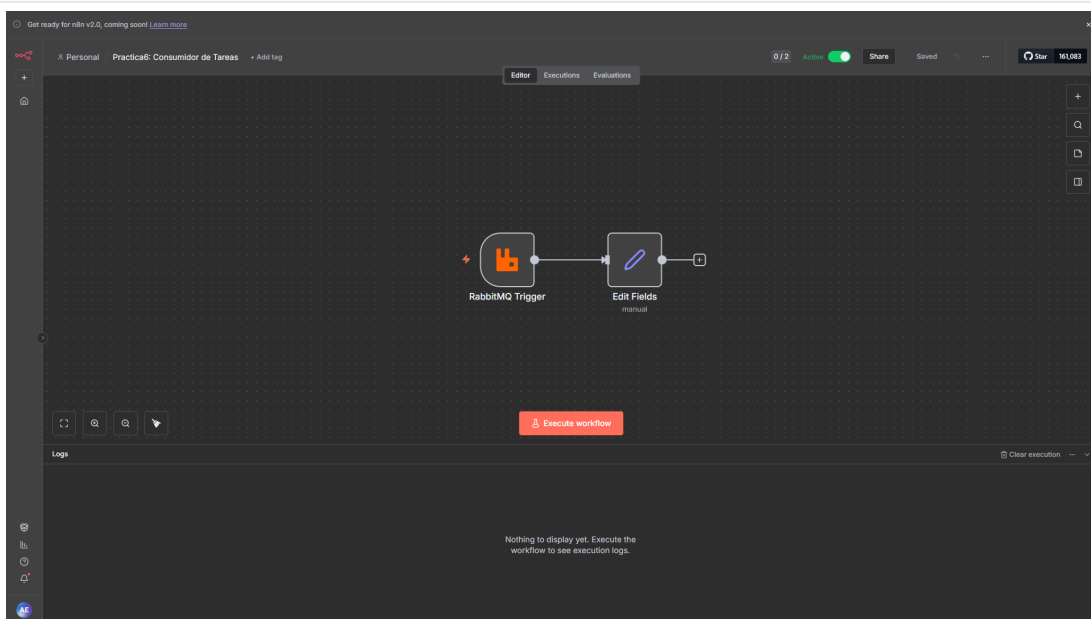 Get ready for n8n v2.0, coming soon! Learn more
Personal / Practica6: Consumidor de Tareas + Add tag
0 / 2 Active Share Saved ... Star 161,083
Editor Executions Evaluations
RabbitMQ Trigger
Edit Fields
manual
Execute workflow
Logs
Clear execution
Nothing to display yet. Execute the
workflow to see execution logs.
AE